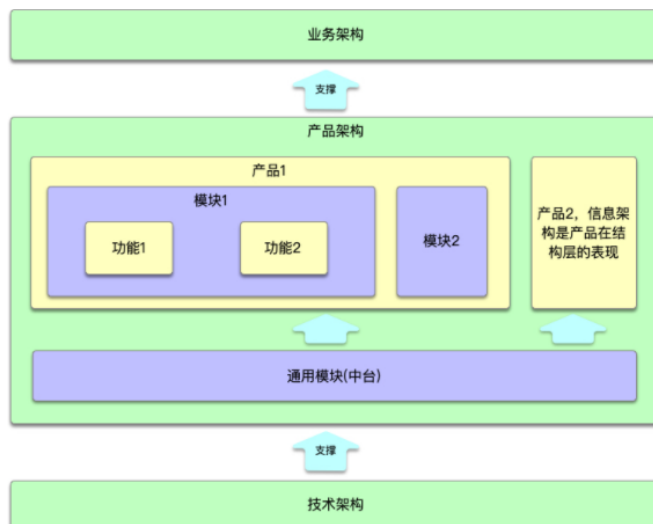 业务架构
支撑
产品架构
产品1
模块1
功能1
功能2
模块2
产品2，信息架
构是产品在结
构层的表现
通用模块(中台)
支撑
技术架构